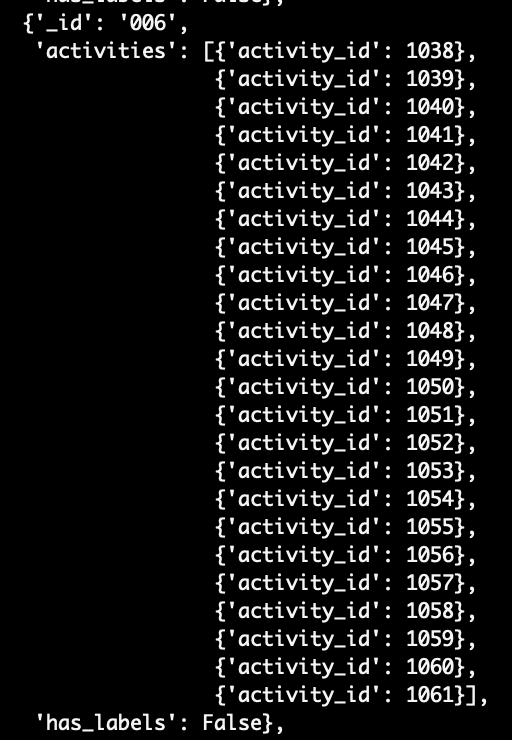 'has_labels': False},
{'_id': '006',
 'activities': [{'activity_id': 1038},
                {'activity_id': 1039},
                {'activity_id': 1040},
                {'activity_id': 1041},
                {'activity_id': 1042},
                {'activity_id': 1043},
                {'activity_id': 1044},
                {'activity_id': 1045},
                {'activity_id': 1046},
                {'activity_id': 1047},
                {'activity_id': 1048},
                {'activity_id': 1049},
                {'activity_id': 1050},
                {'activity_id': 1051},
                {'activity_id': 1052},
                {'activity_id': 1053},
                {'activity_id': 1054},
                {'activity_id': 1055},
                {'activity_id': 1056},
                {'activity_id': 1057},
                {'activity_id': 1058},
                {'activity_id': 1059},
                {'activity_id': 1060},
                {'activity_id': 1061}],
 'has_labels': False},